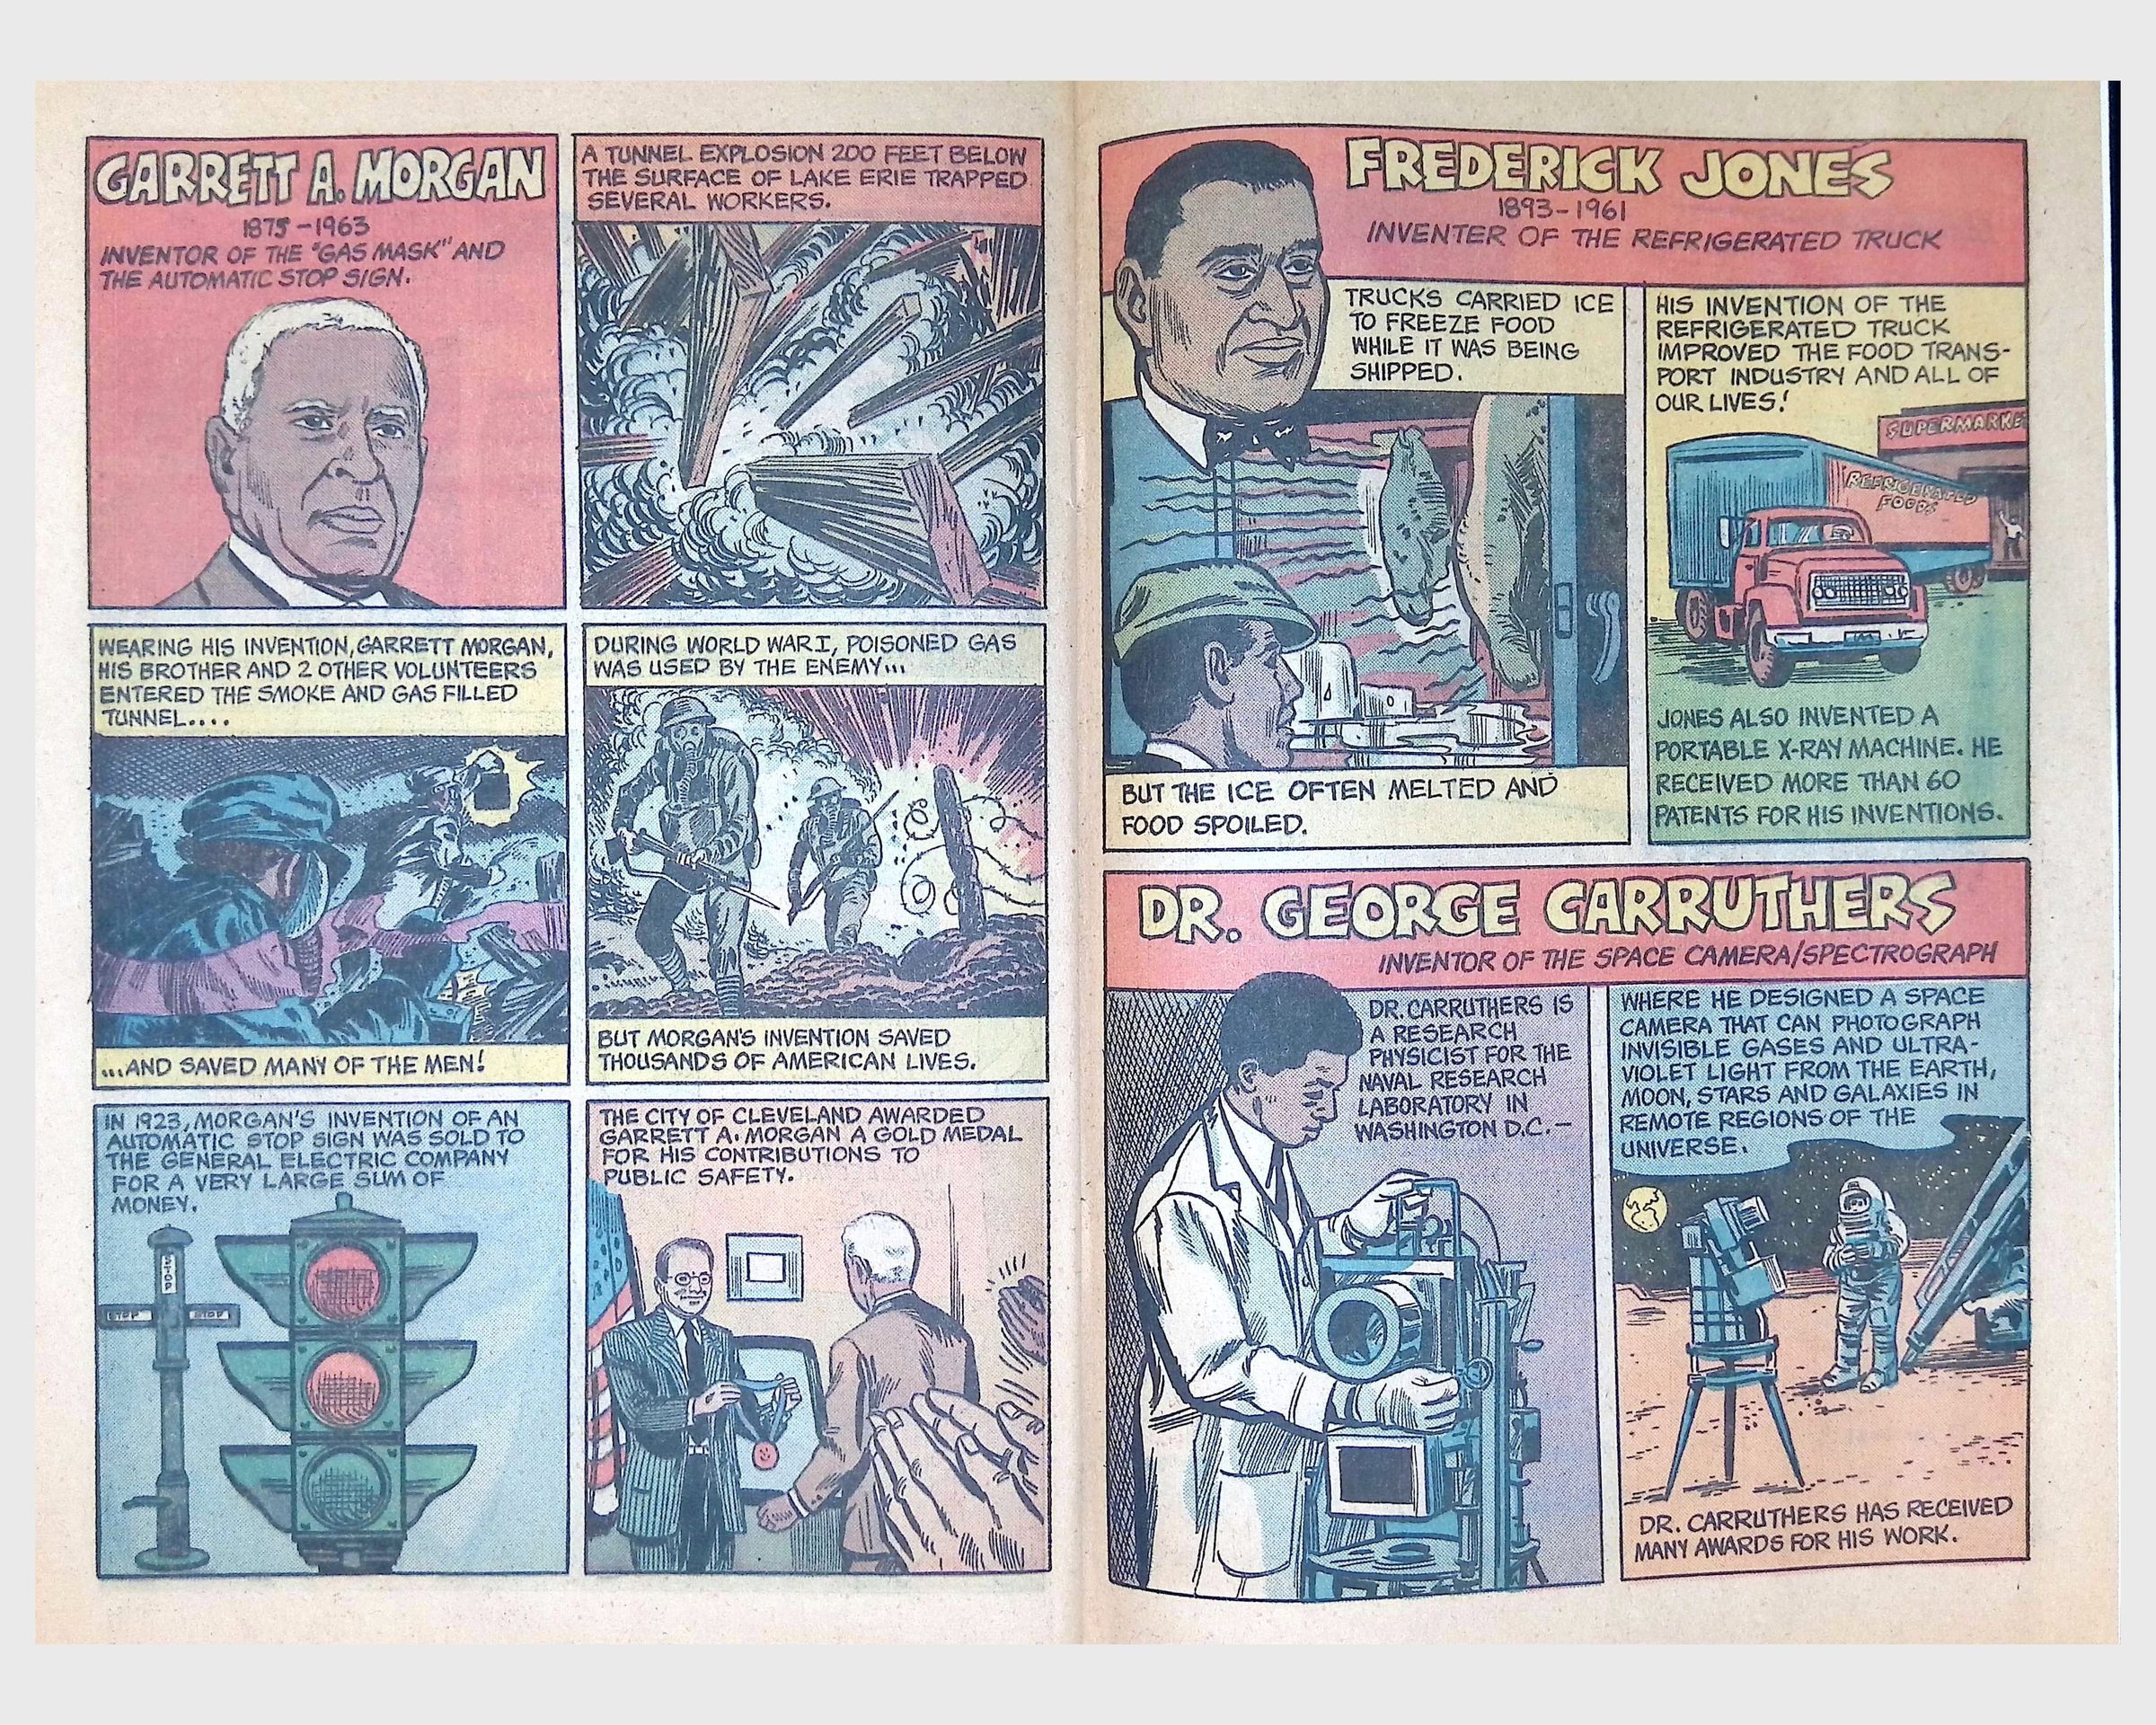 GARRETT A. MORGAN
1875-1963
INVENTOR OF THE "GAS MASK" AND
THE AUTOMATIC STOP SIGN.
A TUNNEL EXPLOSION 200 FEET BELOW
THE SURFACE OF LAKE ERIE TRAPPED
SEVERAL WORKERS.
WEARING HIS INVENTION, GARRETT MORGAN,
HIS BROTHER AND 2 OTHER VOLUNTEERS
ENTERED THE SMOKE AND GAS FILLED
TUNNEL....
...AND SAVED MANY OF THE MEN!
DURING WORLD WAR I, POISONED GAS
WAS USED BY THE ENEMY...
BUT MORGAN'S INVENTION SAVED
THOUSANDS OF AMERICAN LIVES.
IN 1923, MORGAN'S INVENTION OF AN
AUTOMATIC STOP SIGN WAS SOLD TO
THE GENERAL ELECTRIC COMPANY
FOR A VERY LARGE SUM OF
MONEY.
STOP
STOP
STOP
THE CITY OF CLEVELAND AWARDED
GARRETT A. MORGAN A GOLD MEDAL
FOR HIS CONTRIBUTIONS TO
PUBLIC SAFETY.
FREDERICK JONES
1893-1961
INVENTER OF THE REFRIGERATED TRUCK
TRUCKS CARRIED ICE
TO FREEZE FOOD
WHILE IT WAS BEING
SHIPPED.
BUT THE ICE OFTEN MELTED AND
FOOD SPOILED.
HIS INVENTION OF THE
REFRIGERATED TRUCK
IMPROVED THE FOOD TRANS-
PORT INDUSTRY AND ALL OF
OUR LIVES!
SUPERMARKE
REFRIGERATED
FOODS
JONES ALSO INVENTED A
PORTABLE X-RAY MACHINE. HE
RECEIVED MORE THAN 60
PATENTS FOR HIS INVENTIONS.
DR. GEORGE CARRUTHERS
INVENTOR OF THE SPACE CAMERA/SPECTROGRAPH
DR. CARRUTHERS IS
A RESEARCH
PHYSICIST FOR THE
NAVAL RESEARCH
LABORATORY IN
WASHINGTON D.C.—
WHERE HE DESIGNED A SPACE
CAMERA THAT CAN PHOTOGRAPH
INVISIBLE GASES AND ULTRA-
VIOLET LIGHT FROM THE EARTH,
MOON, STARS AND GALAXIES IN
REMOTE REGIONS OF THE
UNIVERSE.
DR. CARRUTHERS HAS RECEIVED
MANY AWARDS FOR HIS WORK.